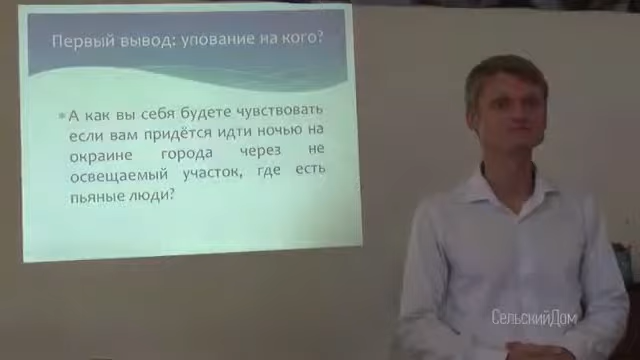 Первый вывод: упование на кого?
А как вы себя будете чувствовать
если вам придётся идти ночью на
окраине города через не
освещаемый участок, где есть
пьяные люди?
СельскийДом